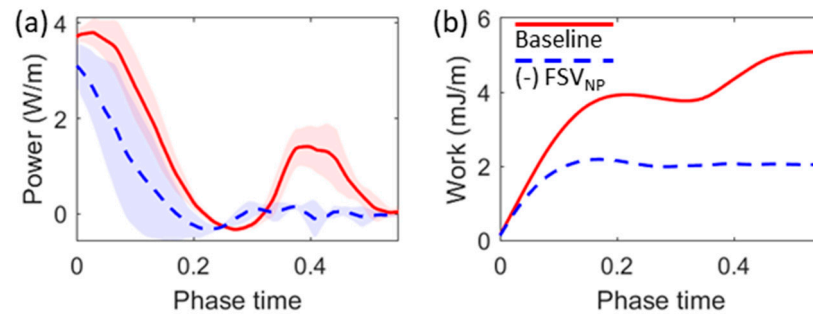 (a)
4
2
0
Power (W/m)
0
0.2
0.4
Phase time
(b)
Baseline
(-) FSV_NP
6
4
2
0
Work (mJ/m)
0
0.2
0.4
Phase time